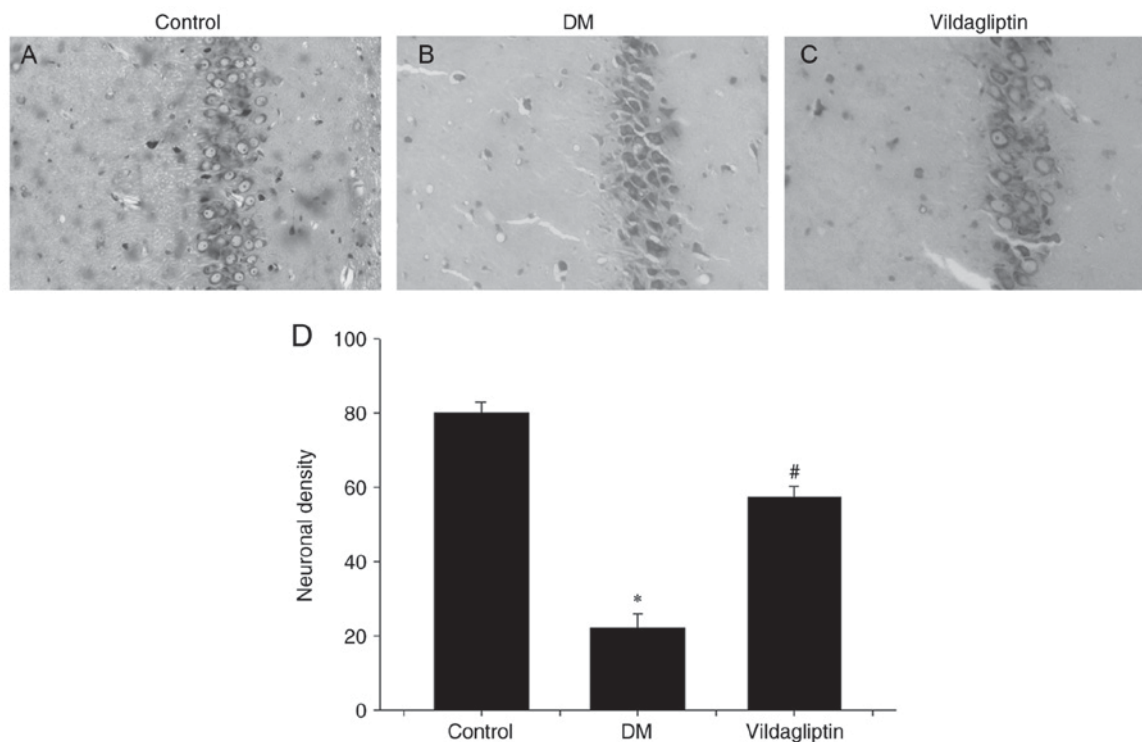 Control
DM
Vildagliptin
A
B
C
D
100
80
60
40
20
0
Neuronal density
*
#
Control
DM
Vildagliptin